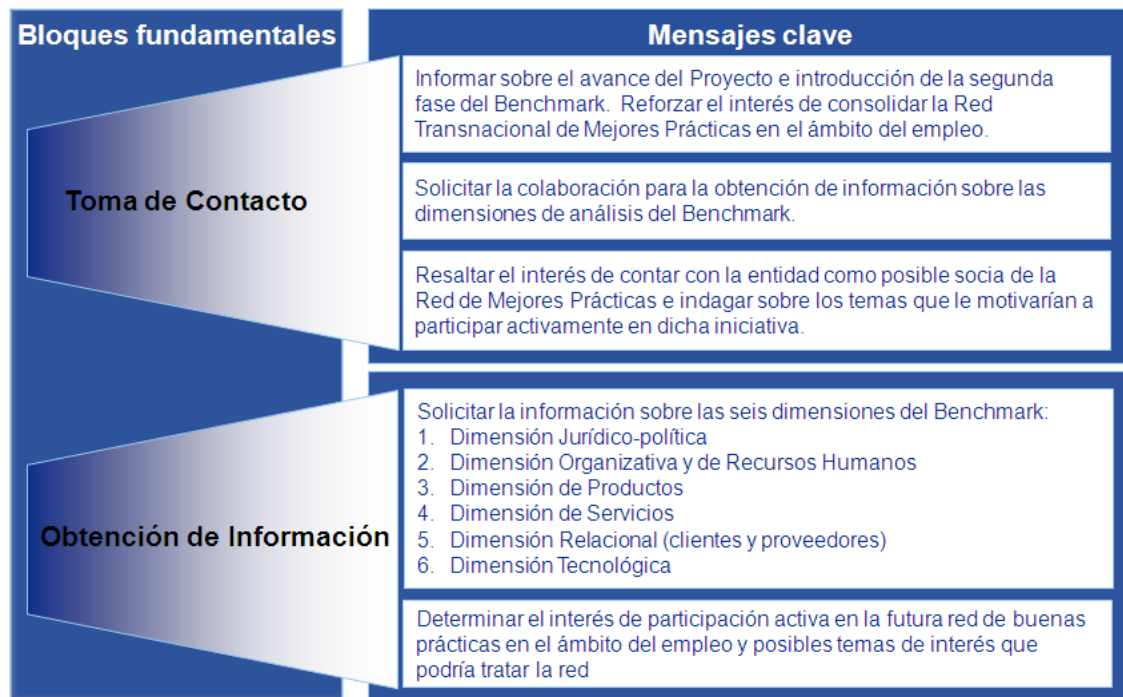 Bloques fundamentales
Mensajes clave
Toma de Contacto
Informar sobre el avance del Proyecto e introducción de la segunda
fase del Benchmark. Reforzar el interés de consolidar la Red
Transnacional de Mejores Prácticas en el ámbito del empleo.
Solicitar la colaboración para la obtención de información sobre las
dimensiones de análisis del Benchmark.
Resaltar el interés de contar con la entidad como posible socia de la
Red de Mejores Prácticas e indagar sobre los temas que le motivarían a
participar activamente en dicha iniciativa.
Obtención de Información
Solicitar la información sobre las seis dimensiones del Benchmark:
1. Dimensión Jurídico-política
2. Dimensión Organizativa y de Recursos Humanos
3. Dimensión de Productos
4. Dimensión de Servicios
5. Dimensión Relacional (clientes y proveedores)
6. Dimensión Tecnológica
Determinar el interés de participación activa en la futura red de buenas
prácticas en el ámbito del empleo y posibles temas de interés que
podría tratar la red